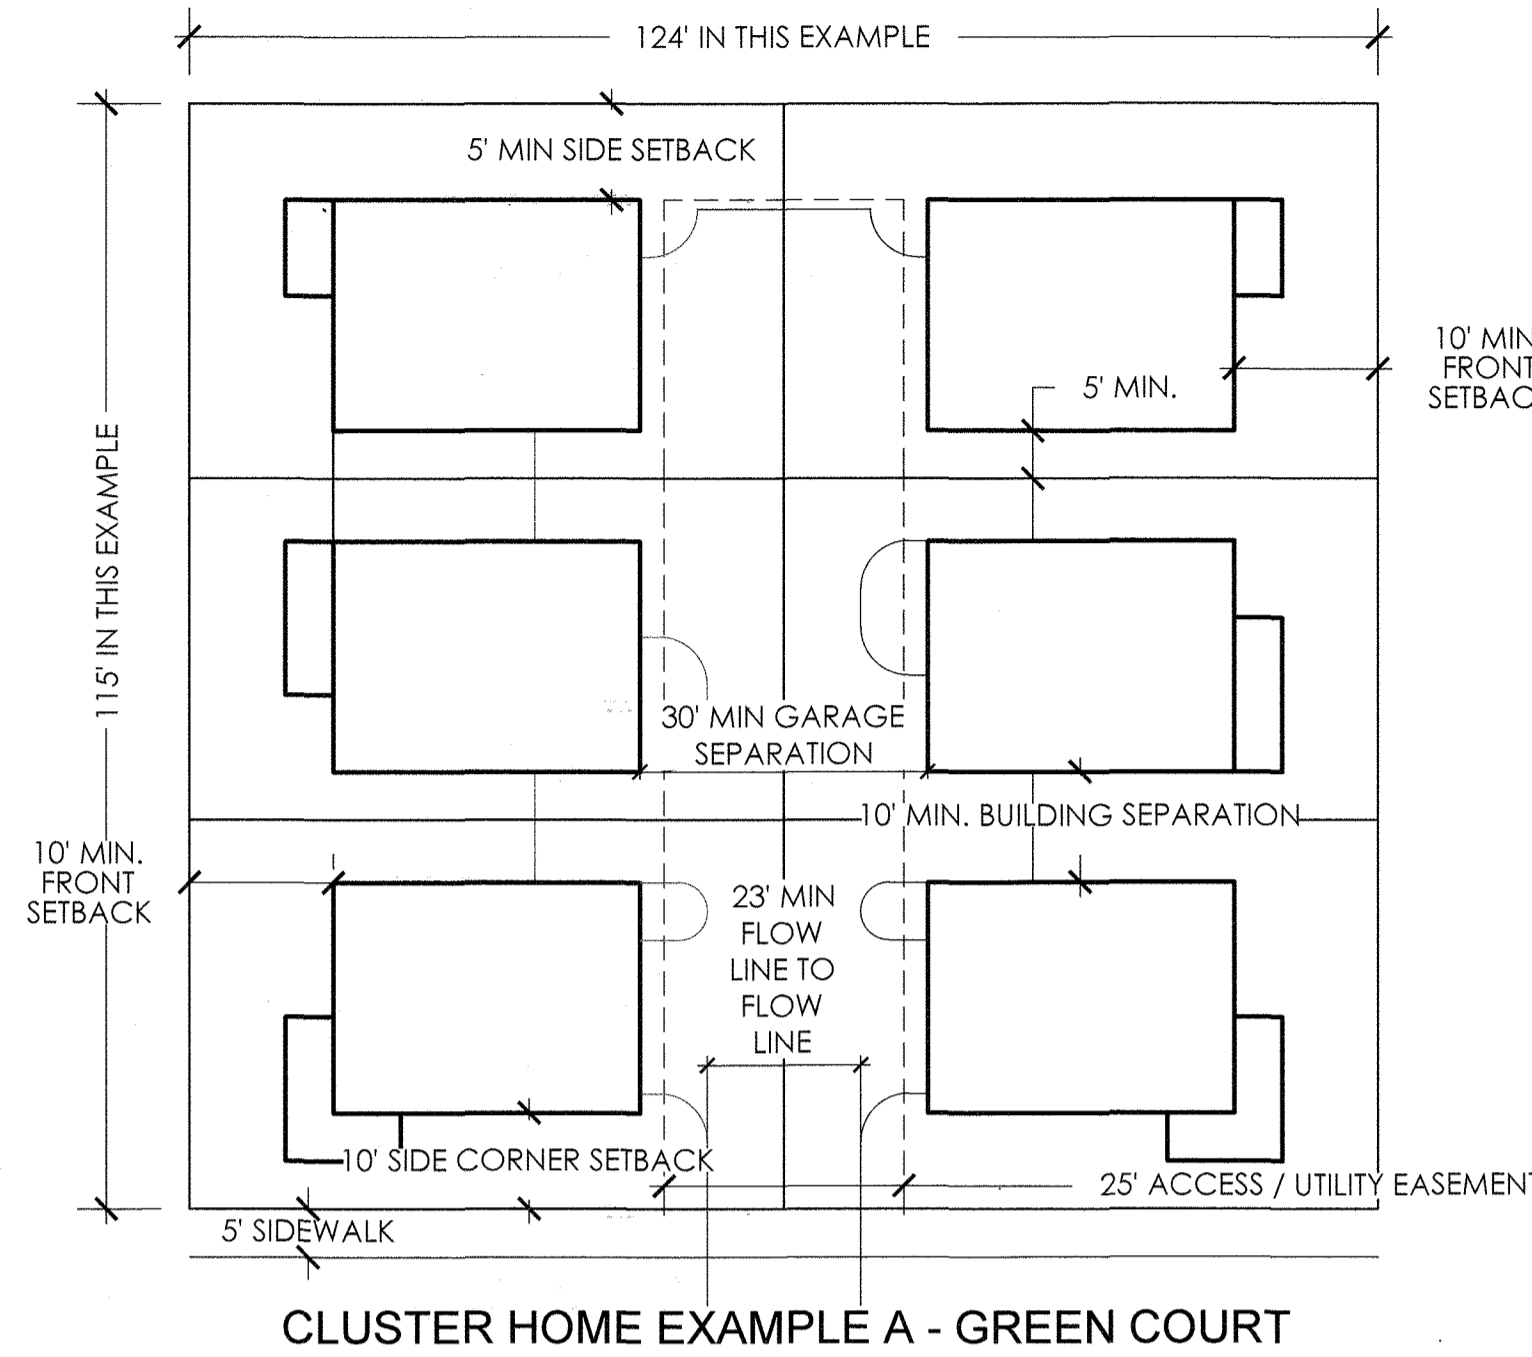 124' IN THIS EXAMPLE
5' MIN SIDE SETBACK
10' MIN
FRONT
SETBAC
5' MIN.
115' IN THIS EXAMPLE
30' MIN GARAGE
SEPARATION
10' MIN. BUILDING SEPARATION
10' MIN.
FRONT
SETBACK
23' MIN
FLOW
LINE TO
FLOW
LINE
10' SIDE CORNER SETBACK
25' ACCESS / UTILITY EASEMENT
5' SIDEWALK
CLUSTER HOME EXAMPLE A - GREEN COURT